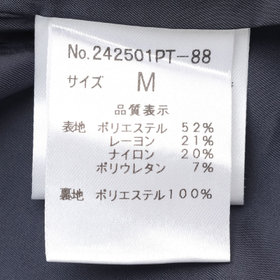 No.242501PT-88
サイズ M
品質表示
表地 ポリエステル 52%
レーヨン 21%
ナイロン 20%
ポリウレタン 7%
裏地 ポリエステル100%